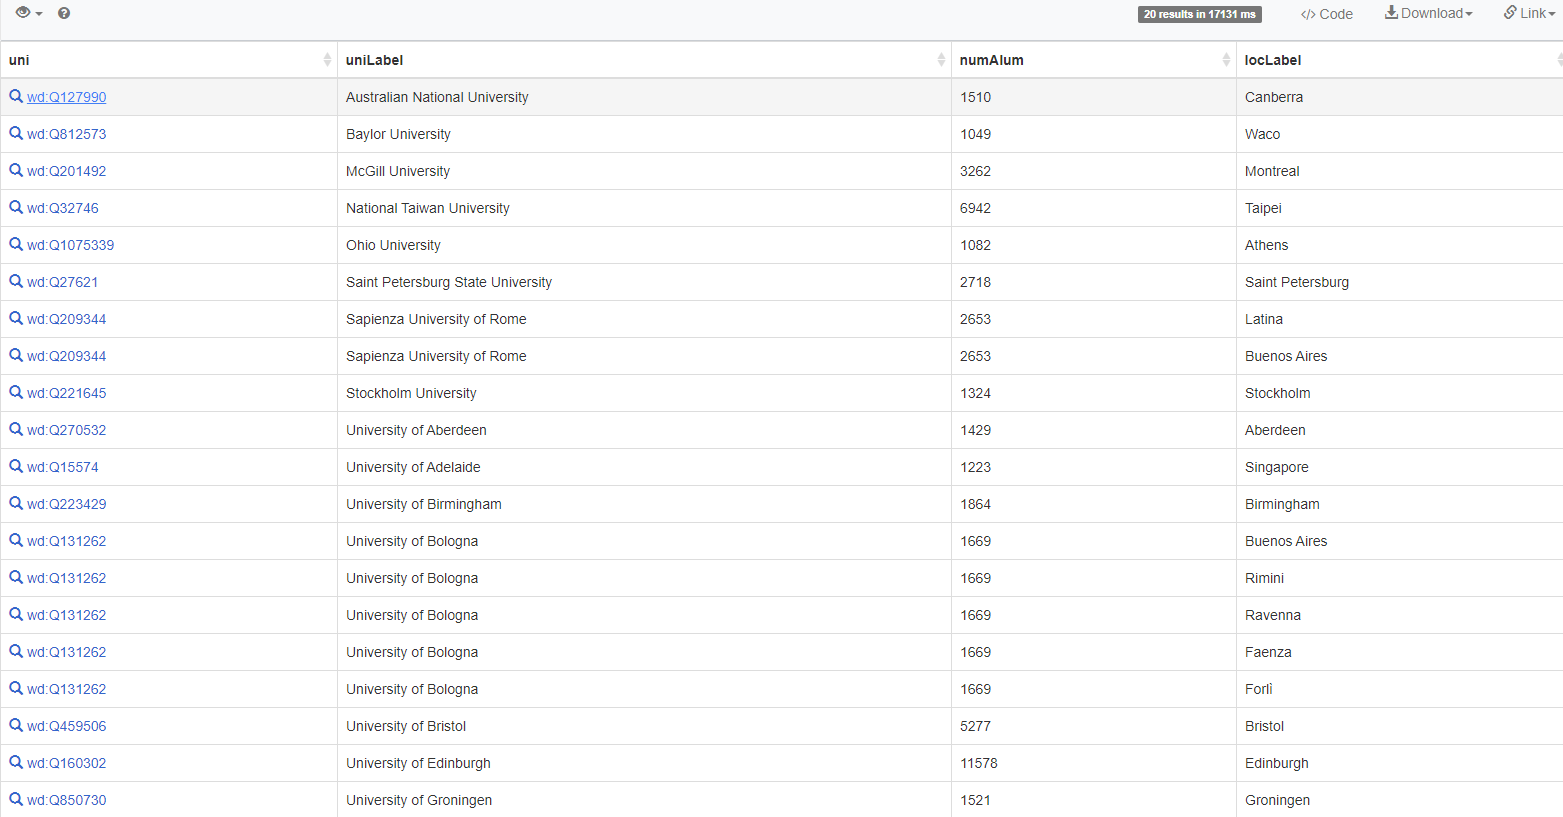 20 results in 17131 ms </> Code Download Link
uni uniLabel numAlum locLabel
wd:Q127990 Australian National University 1510 Canberra
wd:Q812573 Baylor University 1049 Waco
wd:Q201492 McGill University 3262 Montreal
wd:Q32746 National Taiwan University 6942 Taipei
wd:Q1075339 Ohio University 1082 Athens
wd:Q27621 Saint Petersburg State University 2718 Saint Petersburg
wd:Q209344 Sapienza University of Rome 2653 Latina
wd:Q209344 Sapienza University of Rome 2653 Buenos Aires
wd:Q221645 Stockholm University 1324 Stockholm
wd:Q270532 University of Aberdeen 1429 Aberdeen
wd:Q15574 University of Adelaide 1223 Singapore
wd:Q223429 University of Birmingham 1864 Birmingham
wd:Q131262 University of Bologna 1669 Buenos Aires
wd:Q131262 University of Bologna 1669 Rimini
wd:Q131262 University of Bologna 1669 Ravenna
wd:Q131262 University of Bologna 1669 Faenza
wd:Q131262 University of Bologna 1669 Forlì
wd:Q459506 University of Bristol 5277 Bristol
wd:Q160302 University of Edinburgh 11578 Edinburgh
wd:Q850730 University of Groningen 1521 Groningen